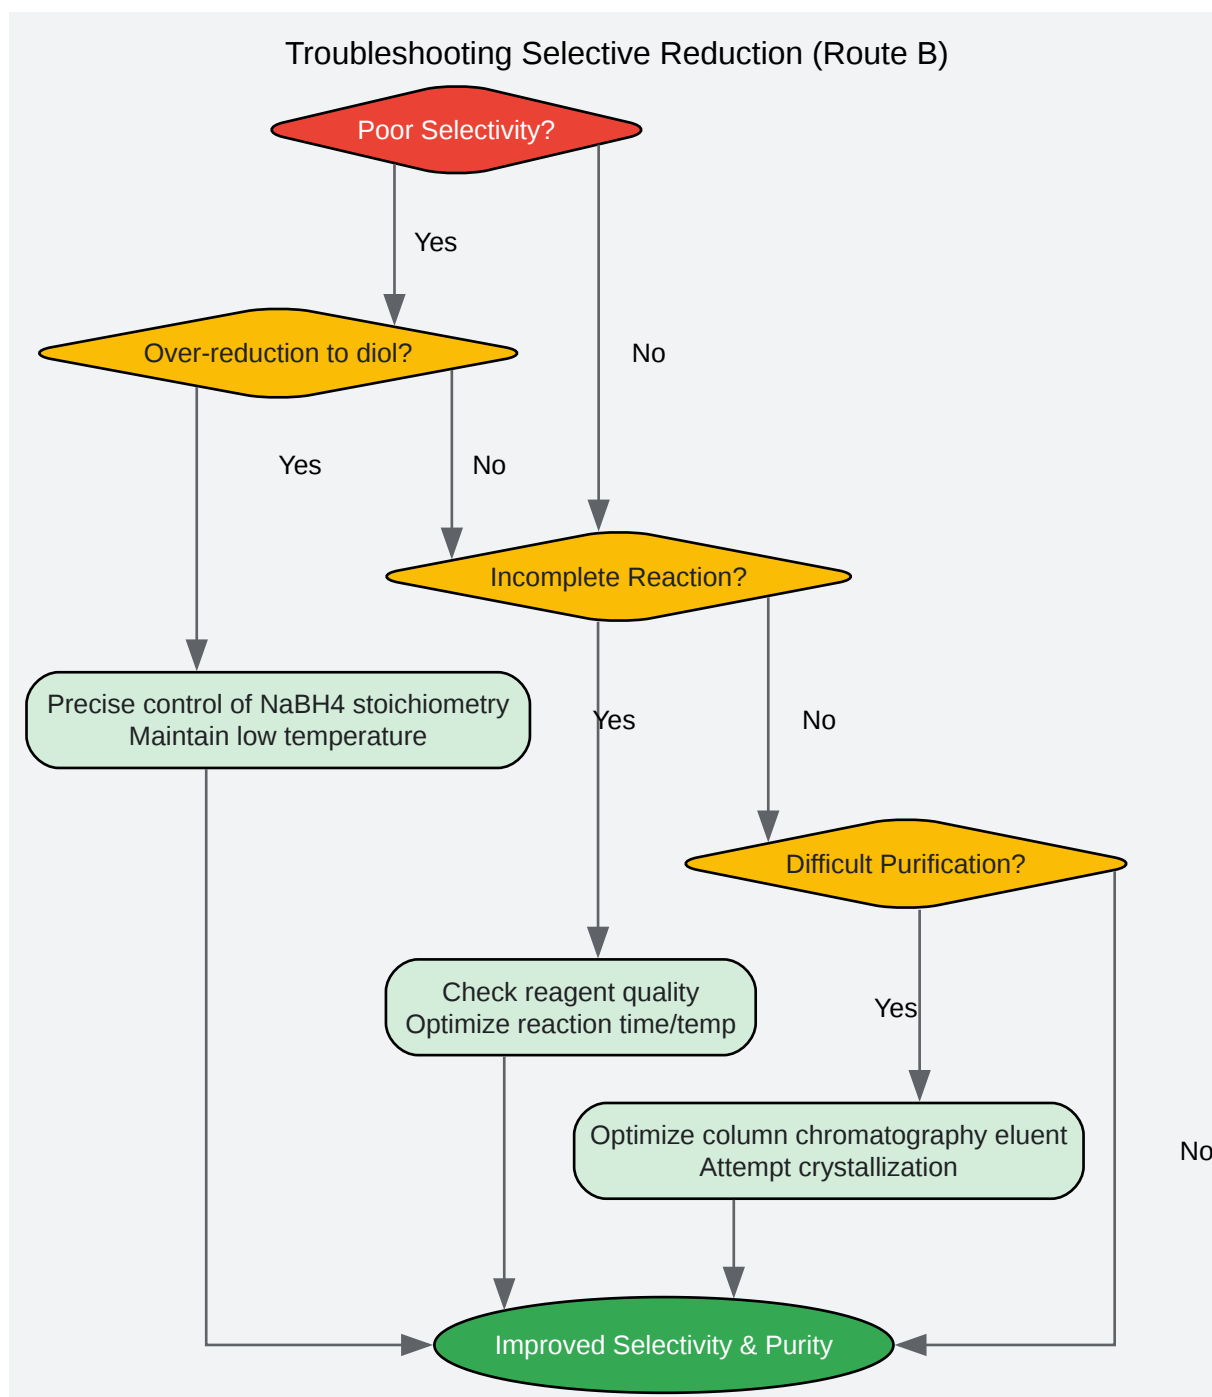 Troubleshooting Selective Reduction (Route B)
Poor Selectivity?
Yes
Over-reduction to diol?
No
Yes
No
Incomplete Reaction?
Precise control of NaBH4 stoichiometry
Maintain low temperature
Yes
No
Difficult Purification?
Check reagent quality
Optimize reaction time/temp
Yes
Optimize column chromatography eluent
Attempt crystallization
No
Improved Selectivity & Purity